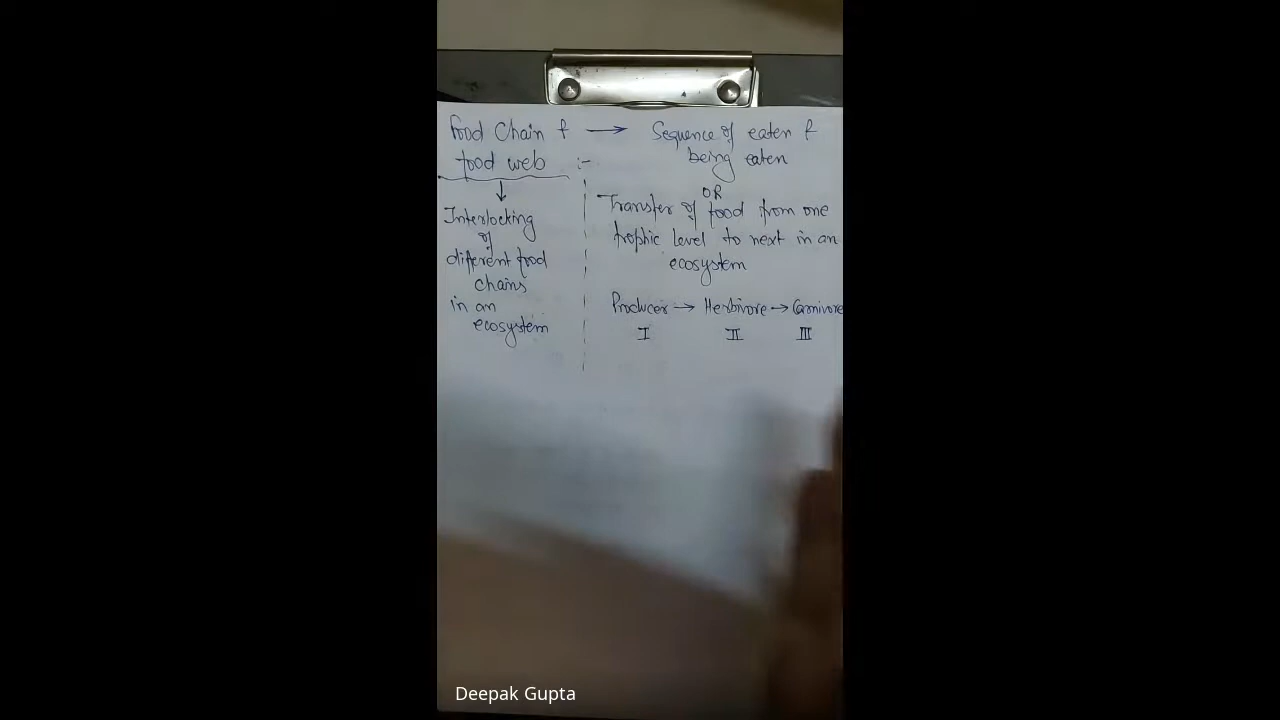 Food Chain &
food web :-
→ Sequence of eaten &
being eaten
OR
Transfer of food from one
trophic level to next in an
ecosystem
Producer → Herbivore → Carnivore
I II III
↓
Interlocking
of
different food
chains
in an
ecosystem
Deepak Gupta